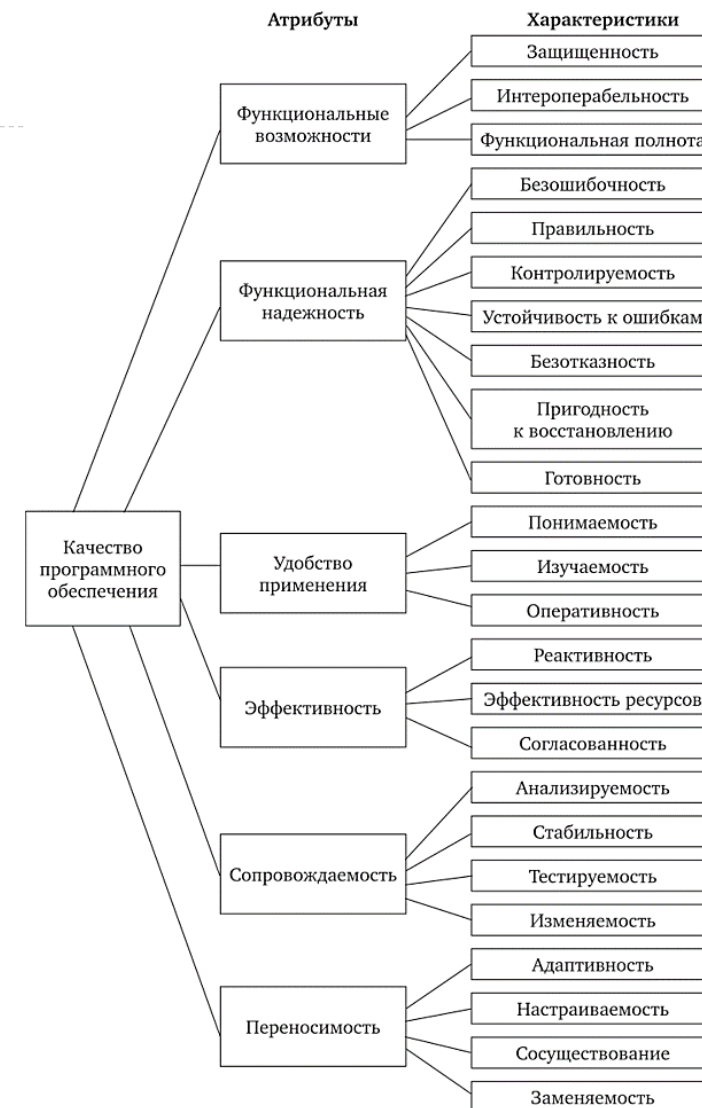 Атрибуты
Характеристики
Защищенность
Интероперабельность
Функциональная полнота
Функциональные
возможности
Безошибочность
Правильность
Контролируемость
Устойчивость к ошибкам
Безотказность
Пригодность
к восстановлению
Готовность
Функциональная
надежность
Качество
программного
обеспечения
Удобство
применения
Понимаемость
Изучаемость
Оперативность
Эффективность
Реактивность
Эффективность ресурсов
Согласованность
Сопровождаемость
Анализируемость
Стабильность
Тестируемость
Изменяемость
Переносимость
Адаптивность
Настраиваемость
Сосуществование
Заменяемость